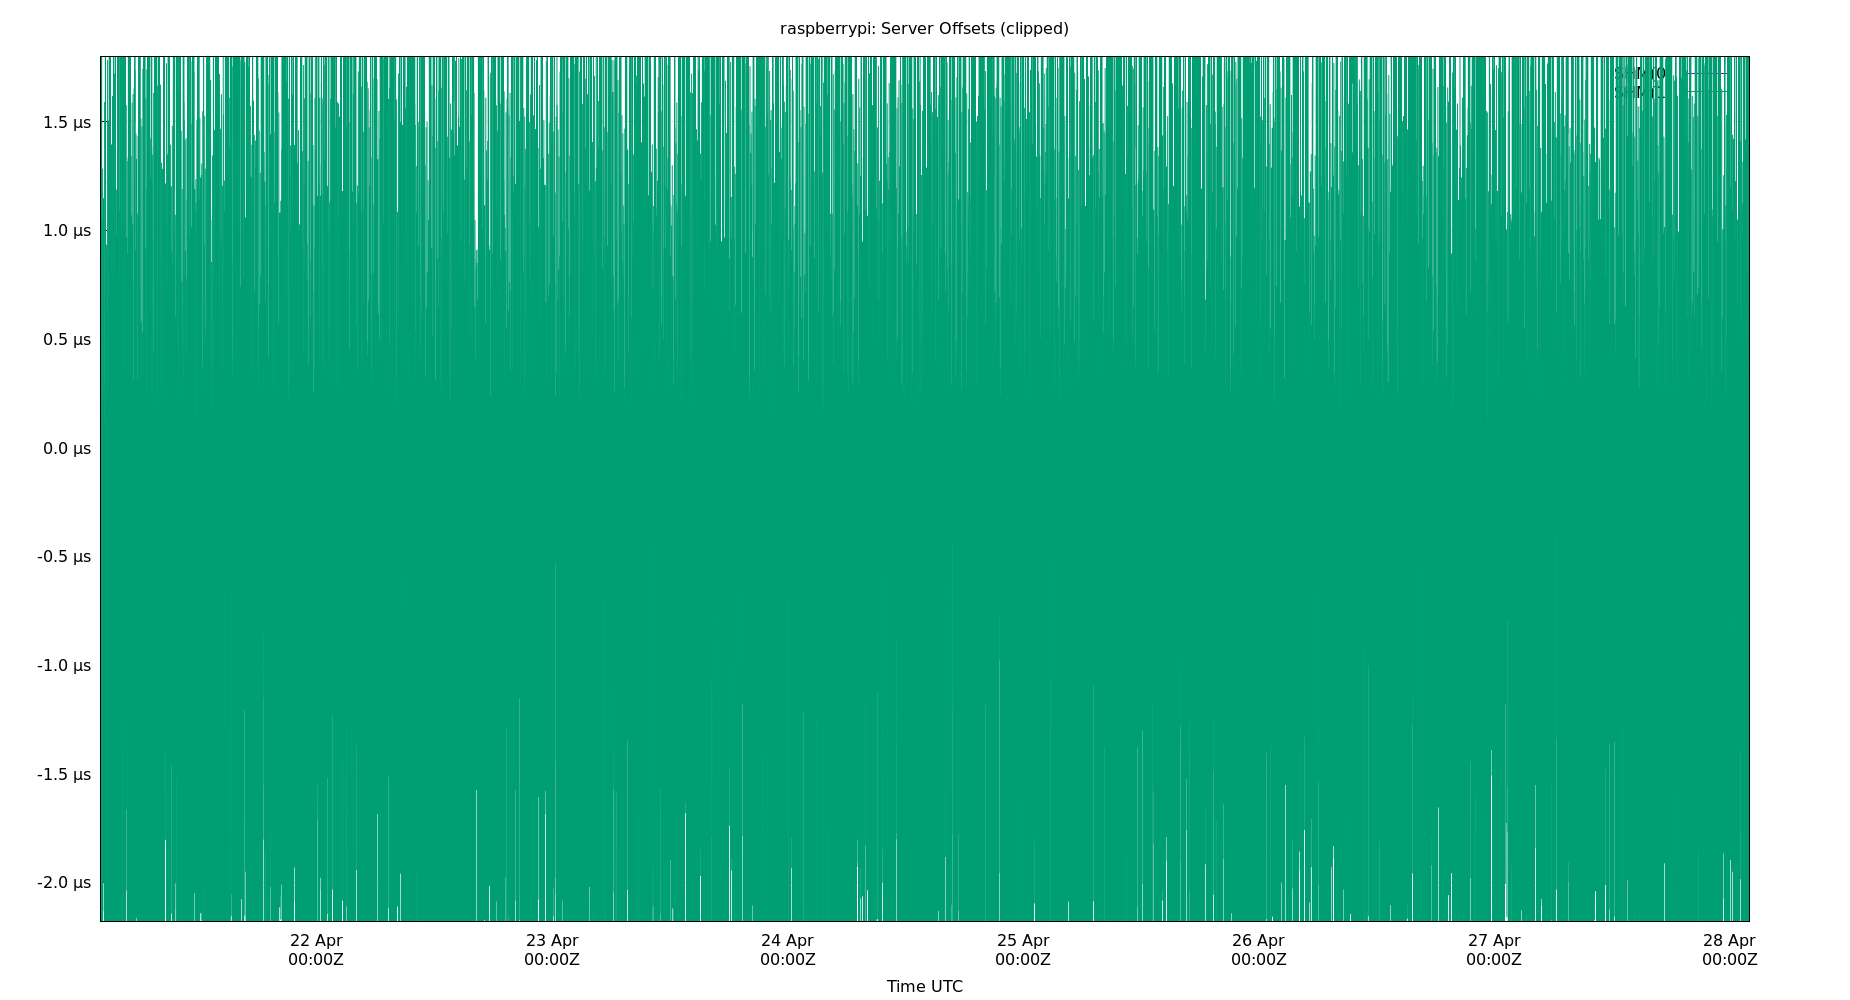 raspberrypi: Server Offsets (clipped)
1.5 µs
1.0 µs
0.5 µs
0.0 µs
-0.5 µs
-1.0 µs
-1.5 µs
-2.0 µs
22 Apr
00:00Z
23 Apr
00:00Z
24 Apr
00:00Z
25 Apr
00:00Z
26 Apr
00:00Z
27 Apr
00:00Z
28 Apr
00:00Z
Time UTC